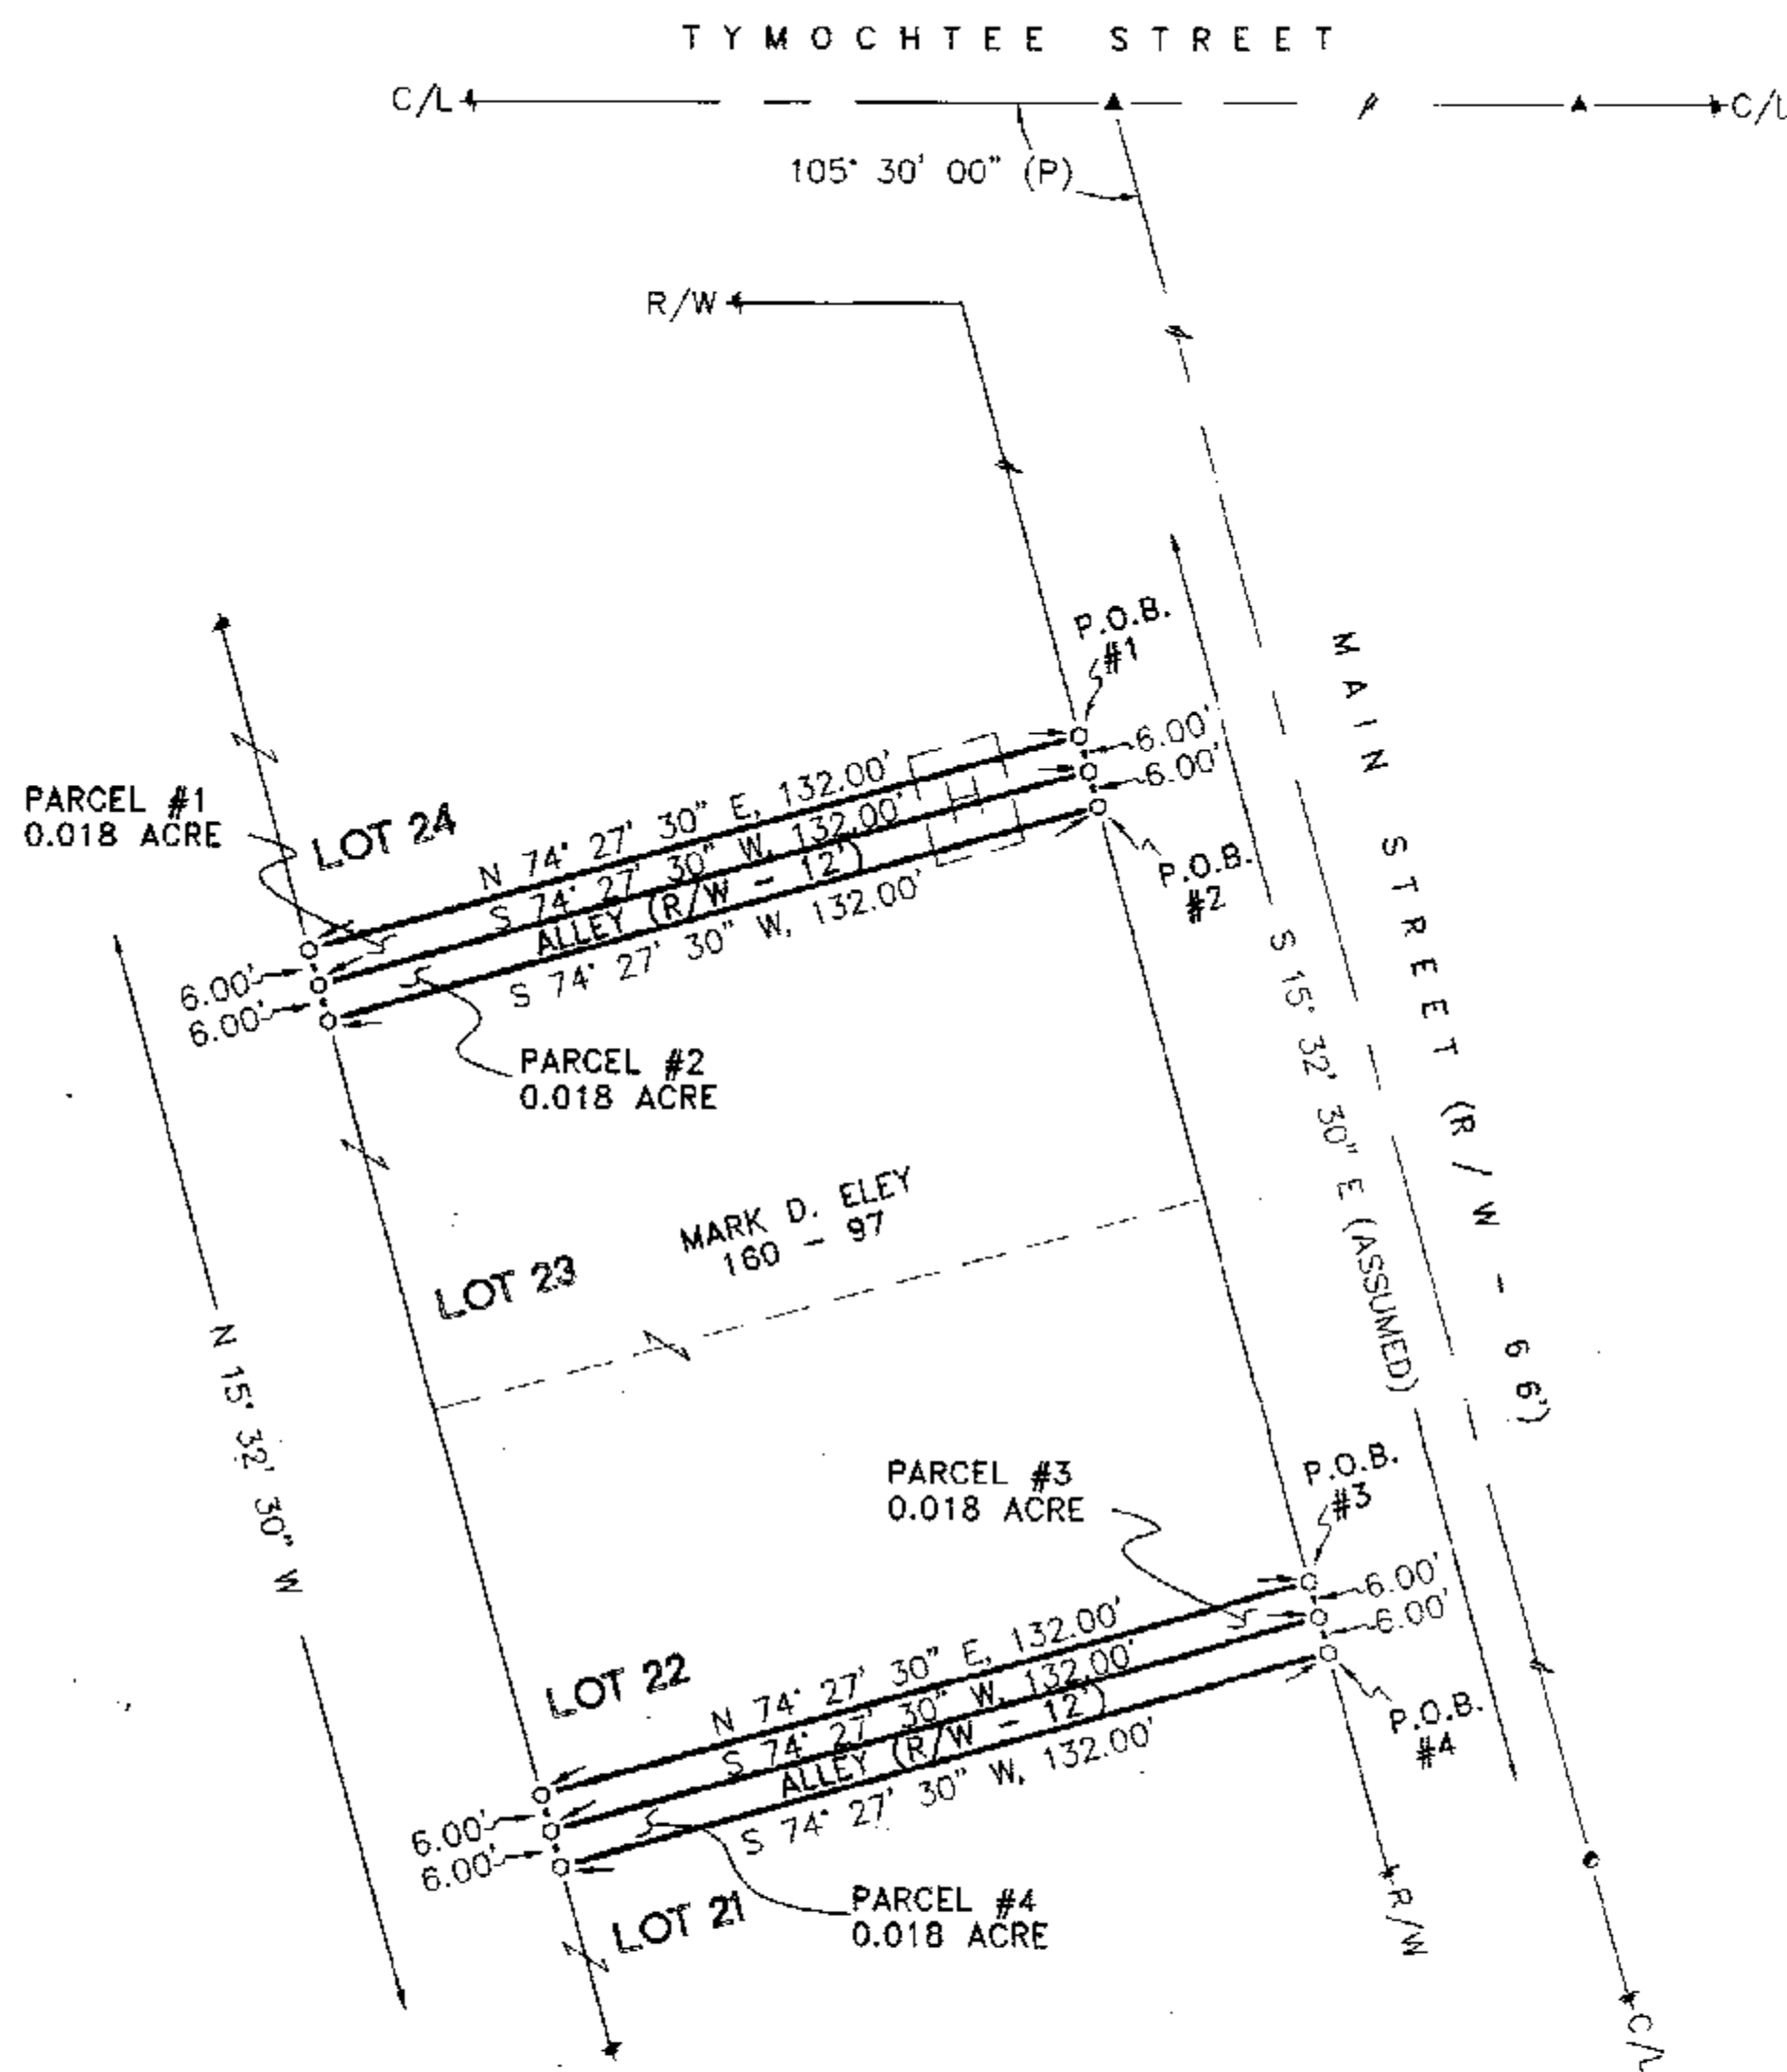 TYMOCHTEE STREET
C/L
C/L
105° 30' 00" (P)
R/W
P.O.B.
#1
MAIN STREET (R/W - 66')
6.00'
6.00'
PARCEL #1
0.018 ACRE
LOT 24
N 74° 27' 30" E, 132.00'
S 74° 27' 30" W, 132.00'
ALLEY (R/W - 12')
S 74° 27' 30" W, 132.00'
P.O.B.
#2
6.00'
6.00'
S 15° 32' 30" E (ASSUMED)
PARCEL #2
0.018 ACRE
MARK D. ELEY
160 - 97
LOT 23
N 15° 32' 30" W
PARCEL #3
0.018 ACRE
P.O.B.
#3
6.00'
6.00'
LOT 22
N 74° 27' 30" E, 132.00'
S 74° 27' 30" W, 132.00'
ALLEY (R/W - 12')
S 74° 27' 30" W, 132.00'
P.O.B.
#4
6.00'
6.00'
LOT 21
PARCEL #4
0.018 ACRE
R/W
C/L